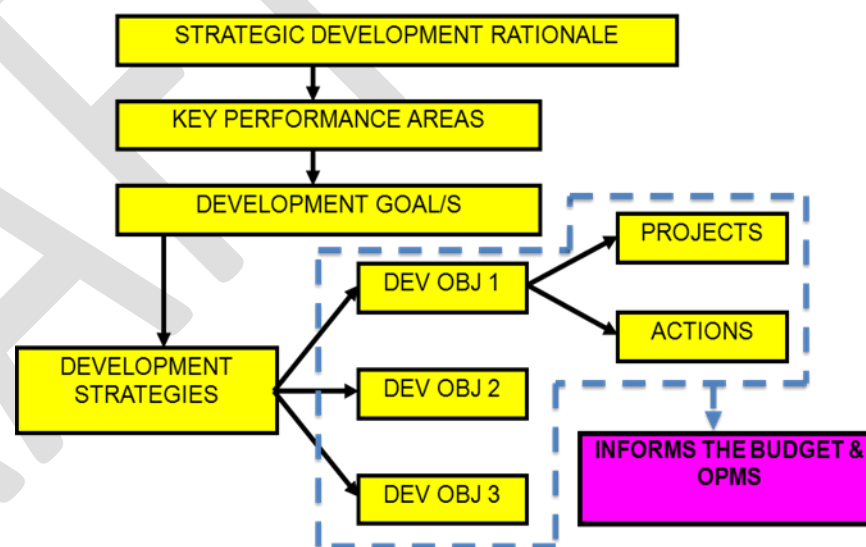 STRATEGIC DEVELOPMENT RATIONALE
KEY PERFORMANCE AREAS
DEVELOPMENT GOAL/S
PROJECTS
DEV OBJ 1
ACTIONS
DEVELOPMENT
STRATEGIES
DEV OBJ 2
INFORMS THE BUDGET &
OPMS
DEV OBJ 3